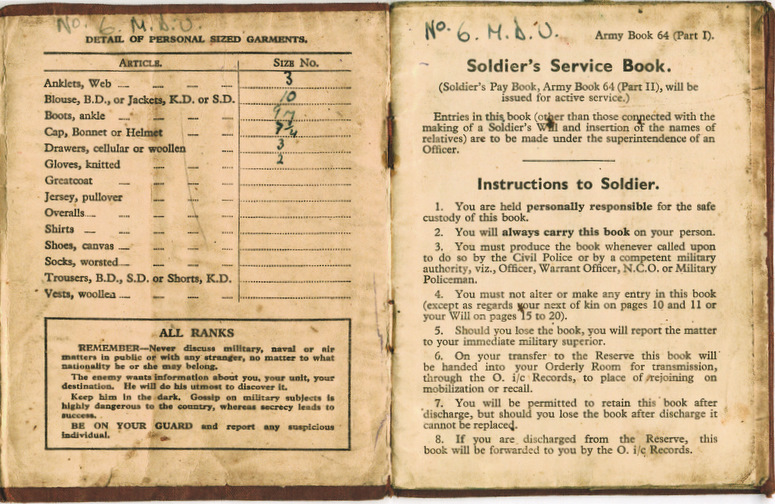 No. 6. M.D.U.
DETAIL OF PERSONAL SIZED GARMENTS.
ARTICLE. SIZE NO.
Anklets, Web 3
Blouse, B.D., or Jackets, K.D. or S.D. 10
Boots, ankle
Cap, Bonnet or Helmet
Drawers, cellular or woollen 3
Gloves, knitted 2
Greatcoat
Jersey, pullover
Overalls
Shirts
Shoes, canvas
Socks, worsted
Trousers, B.D., S.D. or Shorts, K.D.
Vests, woollen
ALL RANKS
REMEMBER—Never discuss military, naval or air
matters in public or with any stranger, no matter to what
nationality he or she may belong.
The enemy wants information about you, your unit, your
destination. He will do his utmost to discover it.
Keep him in the dark. Gossip on military subjects is
highly dangerous to the country, whereas secrecy leads to
success.
BE ON YOUR GUARD and report any suspicious
individual.
No. 6. M.D.U.
Army Book 64 (Part I).
Soldier's Service Book.
(Soldier's Pay Book, Army Book 64 (Part II), will be
issued for active service.)
Entries in this book (other than those connected with the
making of a Soldier's Will and insertion of the names of
relatives) are to be made under the superintendence of an
Officer.
Instructions to Soldier.
1. You are held personally responsible for the safe
custody of this book.
2. You will always carry this book on your person.
3. You must produce the book whenever called upon
to do so by the Civil Police or by a competent military
authority, viz., Officer, Warrant Officer, N.C.O. or Military
Policeman.
4. You must not alter or make any entry in this book
(except as regards your next of kin on pages 10 and 11 or
your Will on pages 15 to 20).
5. Should you lose the book, you will report the matter
to your immediate military superior.
6. On your transfer to the Reserve this book will
be handed into your Orderly Room for transmission,
through the O. i/c Records, to place of rejoining on
mobilization or recall.
7. You will be permitted to retain this book after
discharge, but should you lose the book after discharge it
cannot be replaced.
8. If you are discharged from the Reserve, this
book will be forwarded to you by the O. i/c Records.